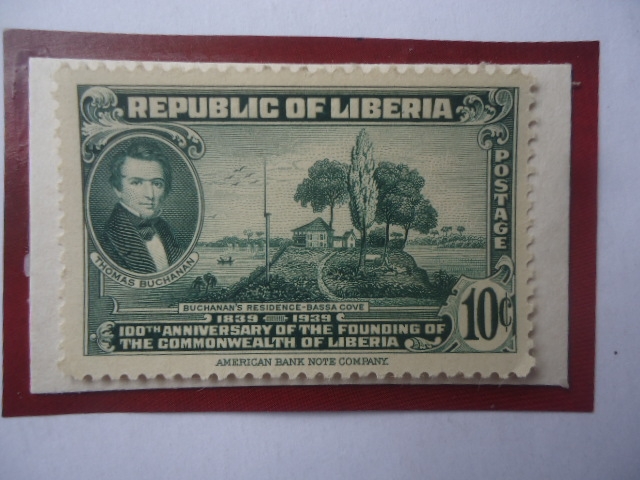 REPUBLIC OF LIBERIA
POSTAGE
THOMAS BUCHANAN
BUCHANAN'S RESIDENCE-BASSA COVE
1839 1939
100TH ANNIVERSARY OF THE FOUNDING OF
THE COMMONWEALTH OF LIBERIA
10¢
AMERICAN BANK NOTE COMPANY.